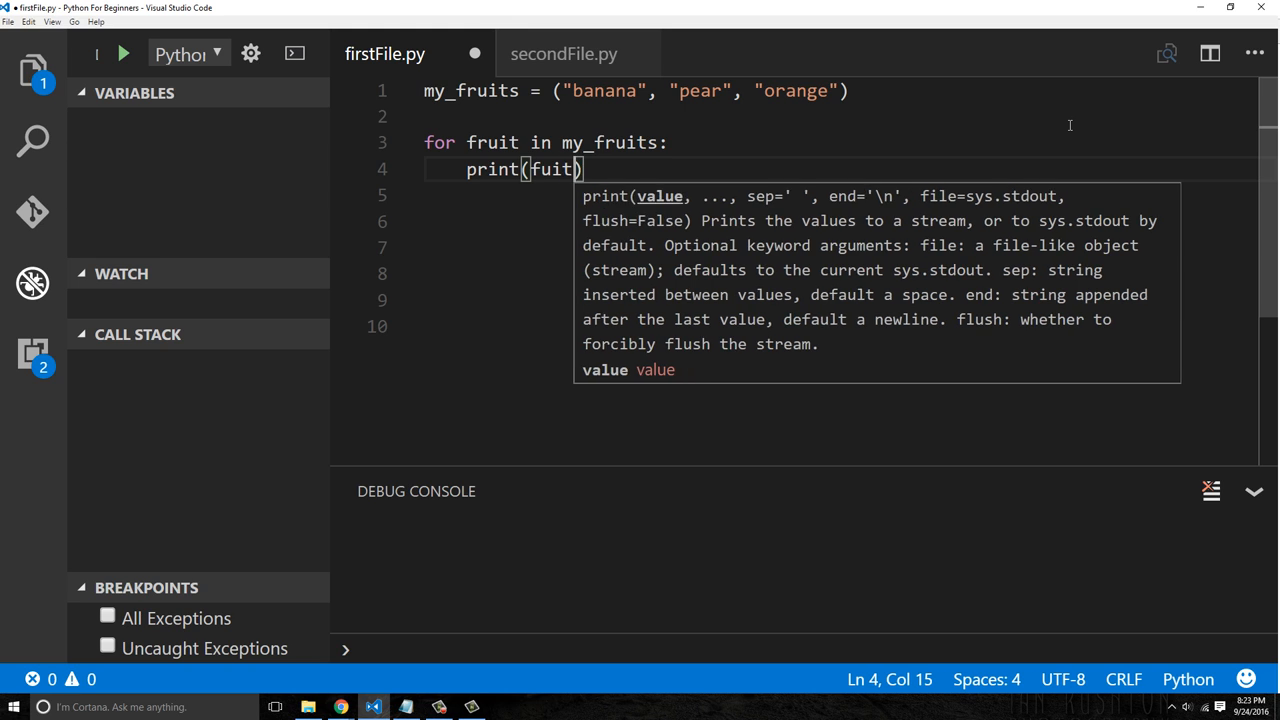 • firstFile.py - Python For Beginners - Visual Studio Code
File Edit View Go Help
firstFile.py
secondFile.py
VARIABLES
WATCH
CALL STACK
BREAKPOINTS
All Exceptions
Uncaught Exceptions
1
2
1 my_fruits = ("banana", "pear", "orange")
2
3 for fruit in my_fruits:
4 print(fuit)
5
6
7
8
9
10
print(value, ..., sep=' ', end='\n', file=sys.stdout,
flush=False) Prints the values to a stream, or to sys.stdout by
default. Optional keyword arguments: file: a file-like object
(stream); defaults to the current sys.stdout. sep: string
inserted between values, default a space. end: string appended
after the last value, default a newline. flush: whether to
forcibly flush the stream.
value value
DEBUG CONSOLE
0 0
Ln 4, Col 15 Spaces: 4 UTF-8 CRLF Python
I'm Cortana. Ask me anything.
8:23 PM
9/24/2016